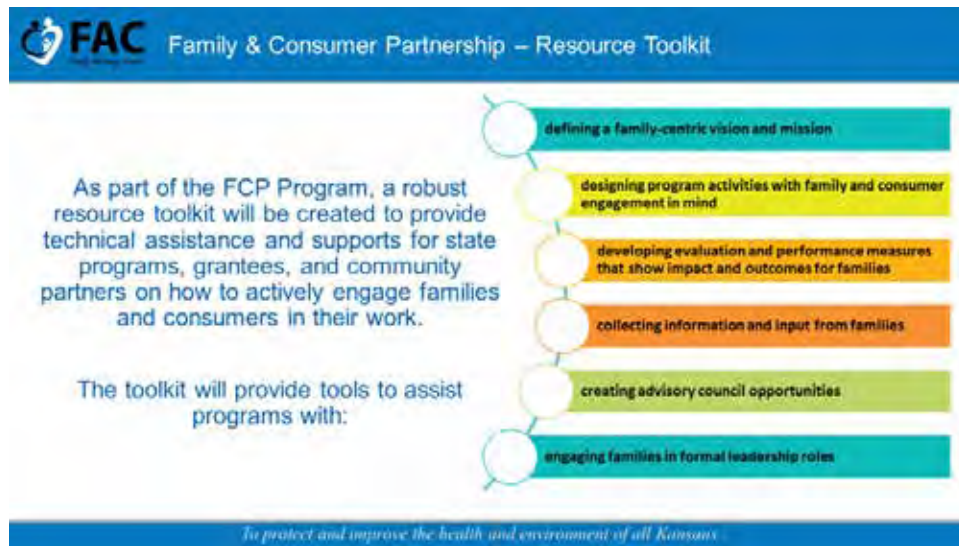 FAC
Family & Consumer Partnership – Resource Toolkit
As part of the FCP Program, a robust
resource toolkit will be created to provide
technical assistance and supports for state
programs, grantees, and community
partners on how to actively engage families
and consumers in their work.
The toolkit will provide tools to assist
programs with:
defining a family-centric vision and mission
designing program activities with family and consumer
engagement in mind
developing evaluation and performance measures
that show impact and outcomes for families
collecting information and input from families
creating advisory council opportunities
engaging families in formal leadership roles
To protect and improve the health and environment of all Kansans